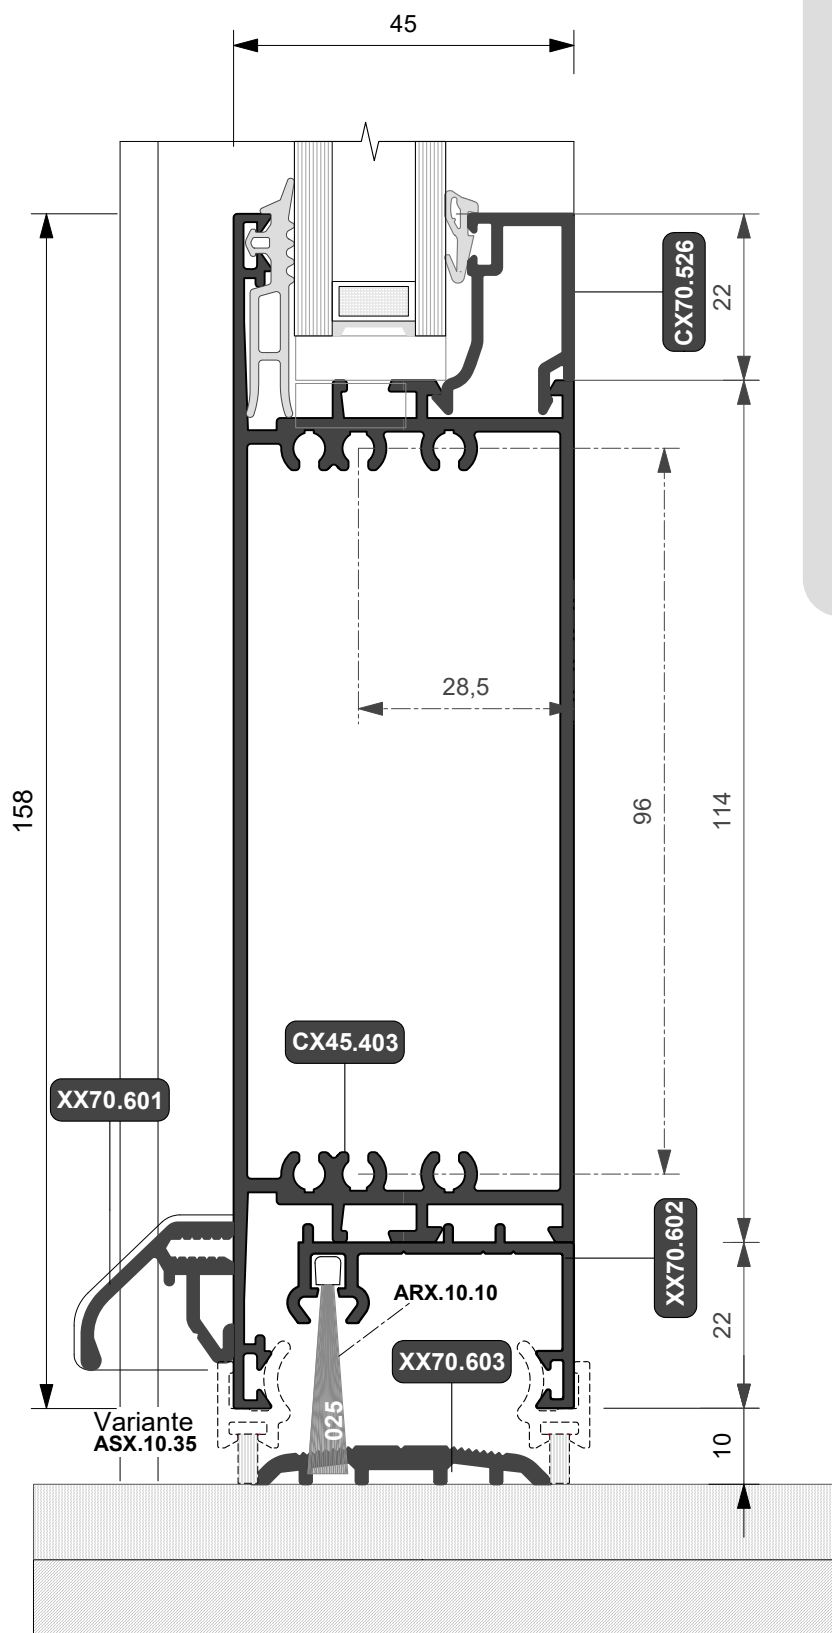 45
CX70.526
22
28,5
158
96
114
CX45.403
XX70.601
XX70.602
ARX.10.10
22
XX70.603
025
Variante
ASX.10.35
10